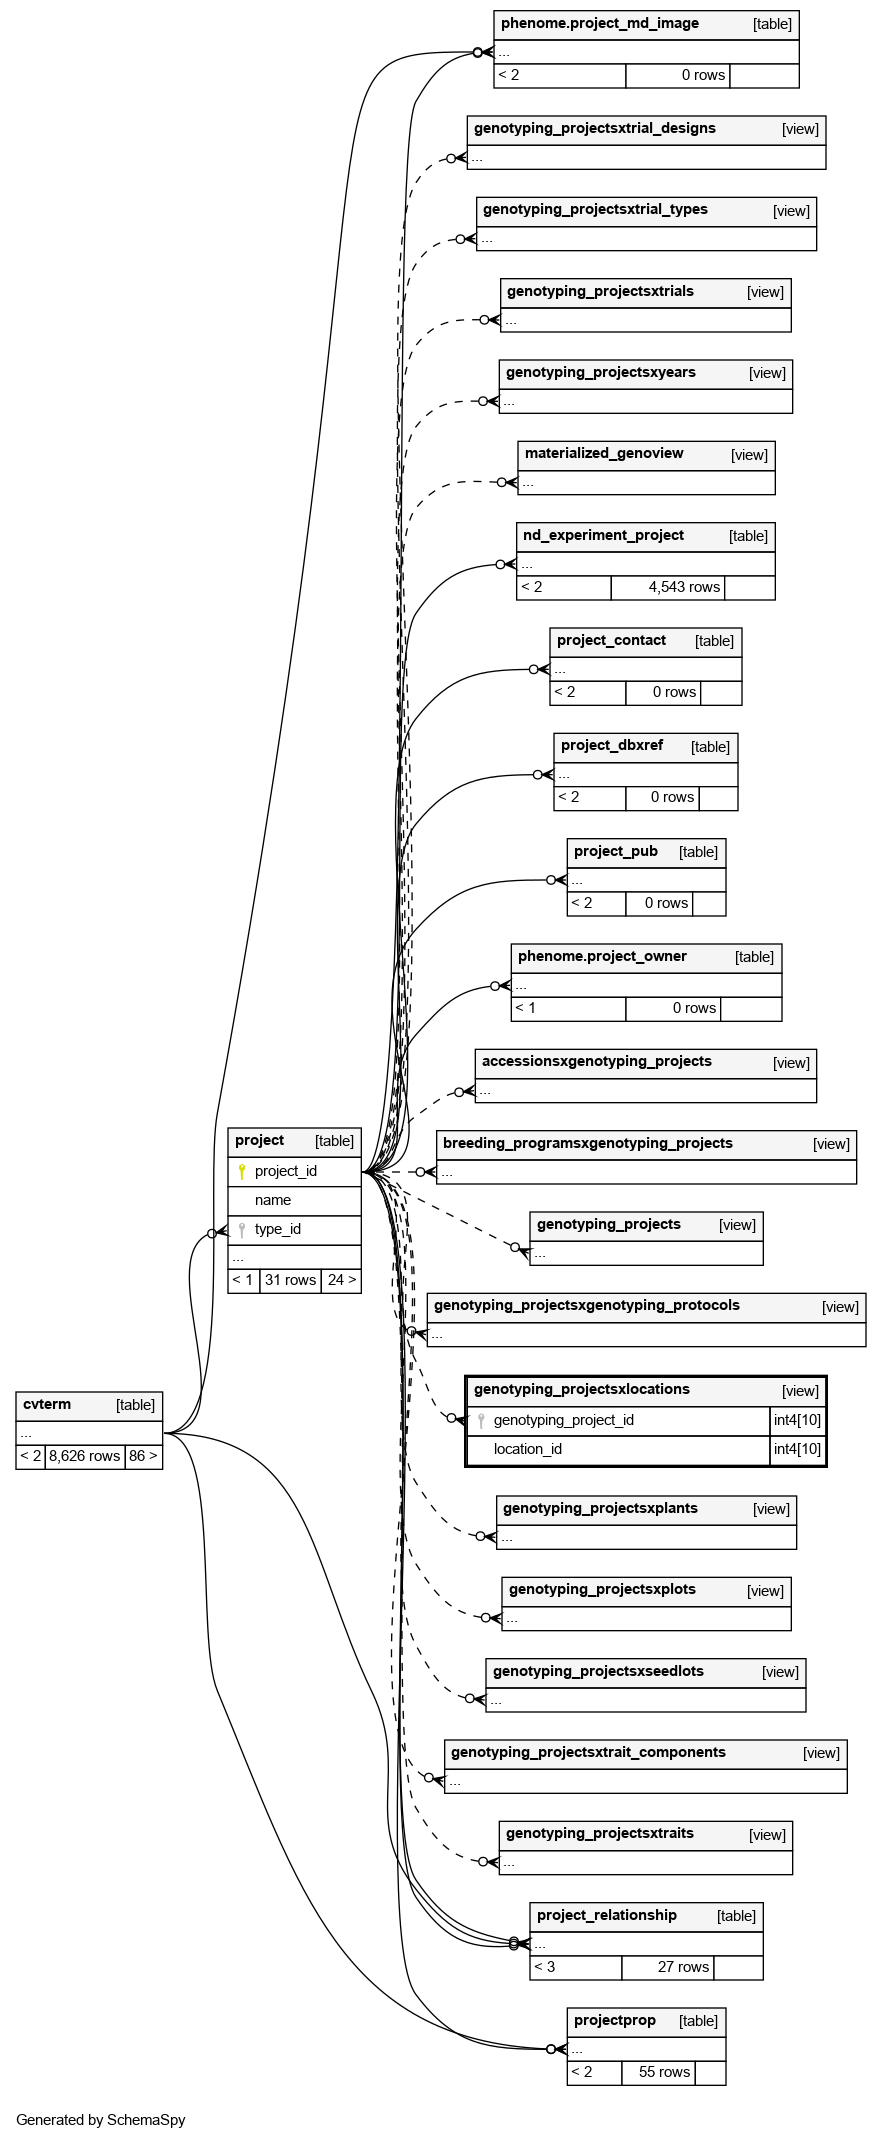 phenome.project_md_image [table]
...
< 2 0 rows
genotyping_projectsxtrial_designs [view]
...
genotyping_projectsxtrial_types [view]
...
genotyping_projectsxtrials [view]
...
genotyping_projectsxyears [view]
...
materialized_genoview [view]
...
nd_experiment_project [table]
...
< 2 4,543 rows
project_contact [table]
...
< 2 0 rows
project_dbxref [table]
...
< 2 0 rows
project_pub [table]
...
< 2 0 rows
phenome.project_owner [table]
...
< 1 0 rows
accessionsxgenotyping_projects [view]
...
project [table]
project_id
name
type_id
...
< 1 31 rows 24 >
breeding_programsxgenotyping_projects [view]
...
genotyping_projects [view]
...
genotyping_projectsxgenotyping_protocols [view]
...
cvterm [table]
...
< 2 8,626 rows 86 >
genotyping_projectsxlocations [view]
genotyping_project_id int4[10]
location_id int4[10]
genotyping_projectsxplants [view]
...
genotyping_projectsxplots [view]
...
genotyping_projectsxseedlots [view]
...
genotyping_projectsxtrait_components [view]
...
genotyping_projectsxtraits [view]
...
project_relationship [table]
...
< 3 27 rows
projectprop [table]
...
< 2 55 rows
Generated by SchemaSpy